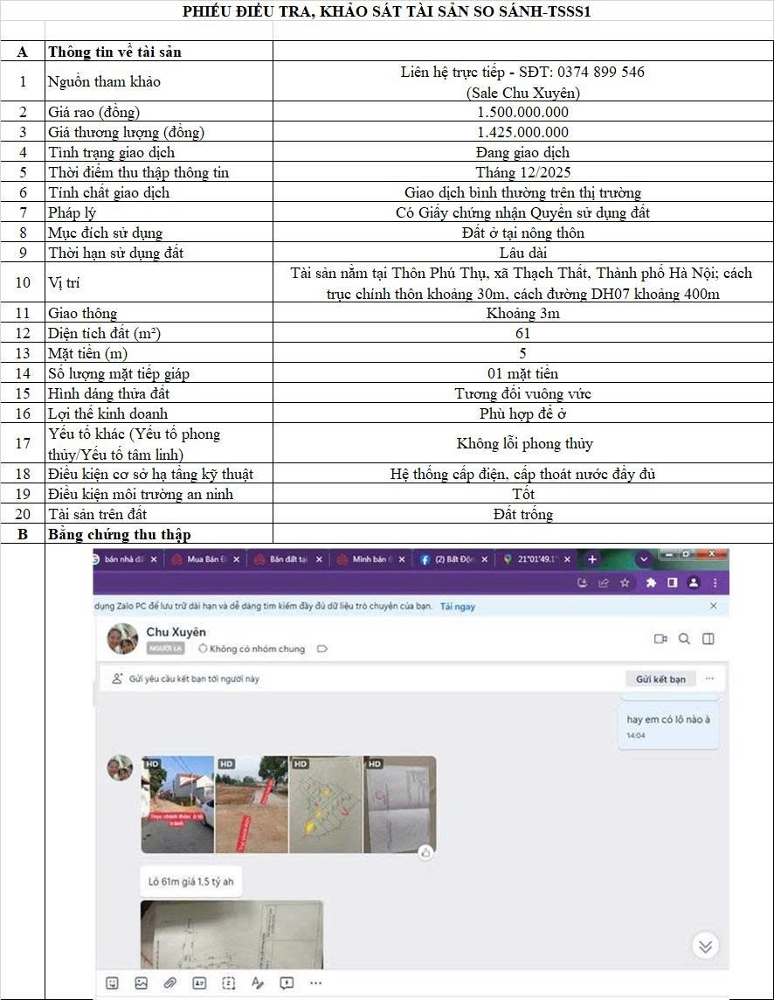 PHIẾU ĐIỀU TRA, KHẢO SÁT TÀI SẢN SO SÁNH-TSSS1
A Thông tin về tài sản
1 Nguồn tham khảo Liên hệ trực tiếp - SĐT: 0374 899 546
(Sale Chu Xuyên)
2 Giá rao (đồng) 1.500.000.000
3 Giá thương lượng (đồng) 1.425.000.000
4 Tình trạng giao dịch Đang giao dịch
5 Thời điểm thu thập thông tin Tháng 12/2025
6 Tính chất giao dịch Giao dịch bình thường trên thị trường
7 Pháp lý Có Giấy chứng nhận Quyền sử dụng đất
8 Mục đích sử dụng Đất ở tại nông thôn
9 Thời hạn sử dụng đất Lâu dài
10 Vị trí Tài sản nằm tại Thôn Phú Thụ, xã Thạch Thất, Thành phố Hà Nội; cách
trục chính thôn khoảng 30m, cách đường DH07 khoảng 400m
11 Giao thông Khoảng 3m
12 Diện tích đất (m²) 61
13 Mặt tiền (m) 5
14 Số lượng mặt tiếp giáp 01 mặt tiền
15 Hình dáng thửa đất Tương đối vuông vức
16 Lợi thế kinh doanh Phù hợp để ở
17 Yếu tố khác (Yếu tố phong
thủy/Yếu tố tâm linh) Không lỗi phong thủy
18 Điều kiện cơ sở hạ tầng kỹ thuật Hệ thống cấp điện, cấp thoát nước đầy đủ
19 Điều kiện môi trường an ninh Tốt
20 Tài sản trên đất Đất trống
B Bằng chứng thu thập
bán nhà đấ Mua Bán Đ Bán đất tại Mình bán 6 (2) Bất Độn 21°01'49.1"
dụng Zalo PC để lưu trữ dài hạn và dễ dàng tìm kiếm đầy đủ dữ liệu trò chuyện của bạn. Tải ngay
Chu Xuyên
NGƯỜI LẠ Không có nhóm chung
Gửi yêu cầu kết bạn tới người này Gửi kết bạn
hay em có lô nào à
14:04
HD HD HD HD
Trục chính thôn ô tô
tránh
Lô 61m giá 1,5 tỷ ah